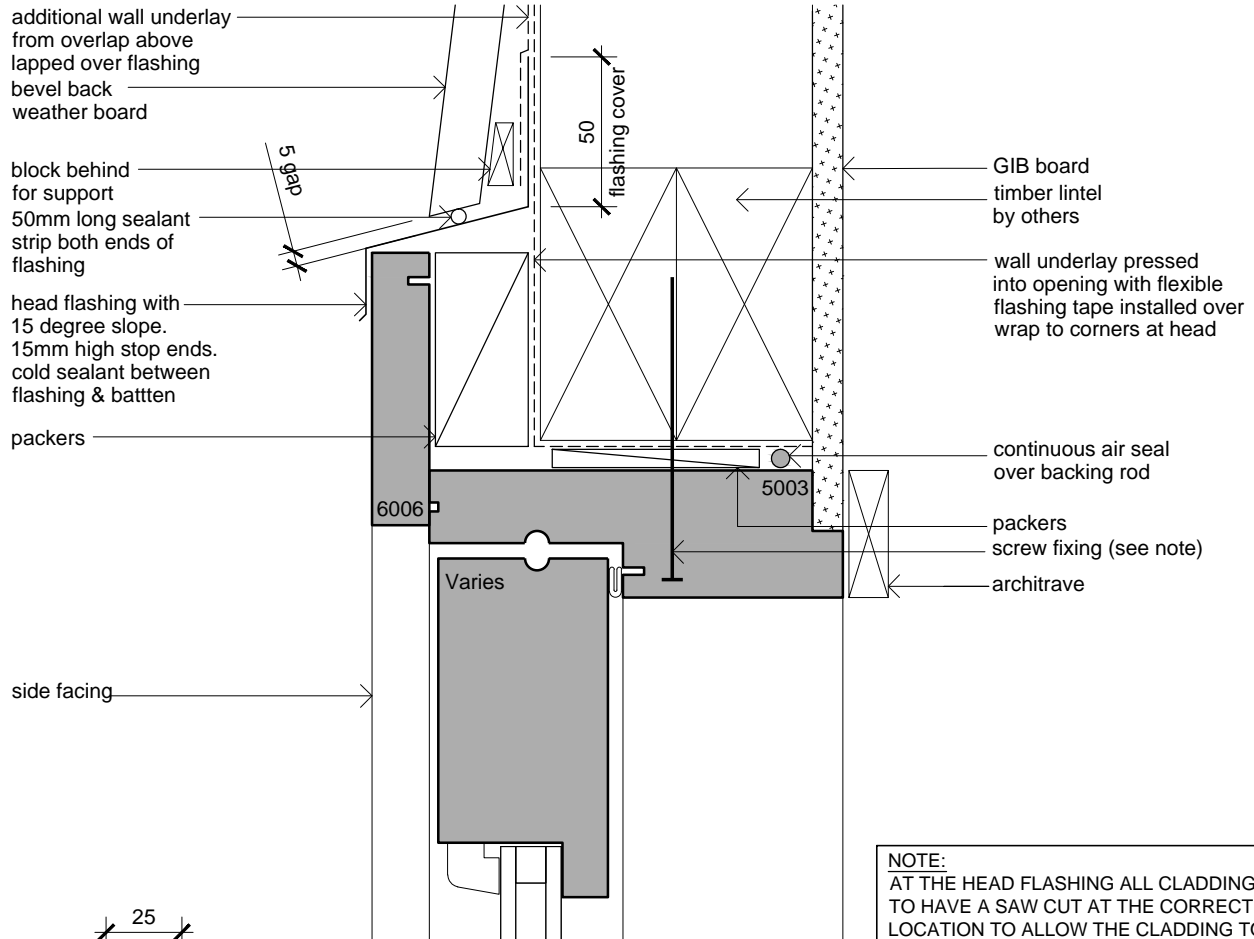 additional wall underlay
from overlap above
lapped over flashing
bevel back
weather board
block behind
for support
5 gap
50mm long sealant
strip both ends of
flashing
head flashing with
15 degree slope.
15mm high stop ends.
cold sealant between
flashing & battten
packers
side facing
25
50
flashing cover
6006
5003
Varies
GIB board
timber lintel
by others
wall underlay pressed
into opening with flexible
flashing tape installed over
wrap to corners at head
continuous air seal
over backing rod
packers
screw fixing (see note)
architrave
NOTE:
AT THE HEAD FLASHING ALL CLADDING
TO HAVE A SAW CUT AT THE CORRECT
LOCATION TO ALLOW THE CLADDING TO